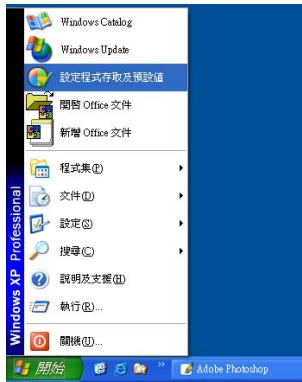 Windows Catalog
Windows Update
設定程式存取及預設值
開啓 Office 文件
新增 Office 文件
程式集(P)
文件(D)
設定(S)
搜尋(C)
說明及支援(H)
執行(R)...
關機(U)...
Windows XP Professional
開始
Adobe Photoshop